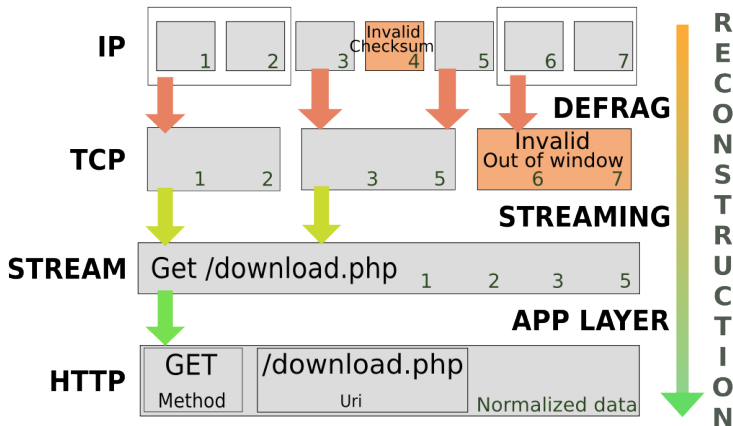 IP
1 2 3
Invalid
Checksum
4 5 6 7
DEFRAG
TCP
1 2 3 5
Invalid
Out of window
6 7
STREAMING
STREAM Get /download.php 1 2 3 5
APP LAYER
HTTP
GET /download.php
Method Uri Normalized data
RECONSTRUCTION